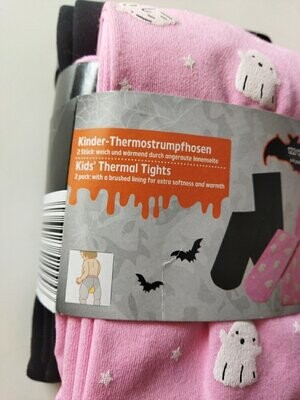 Kinder-Thermostrumpfhosen
2 Stück: weich und wärmend durch angeraute Innenseite
Kids' Thermal Tights
2 pack: with a brushed lining for extra softness and warmth